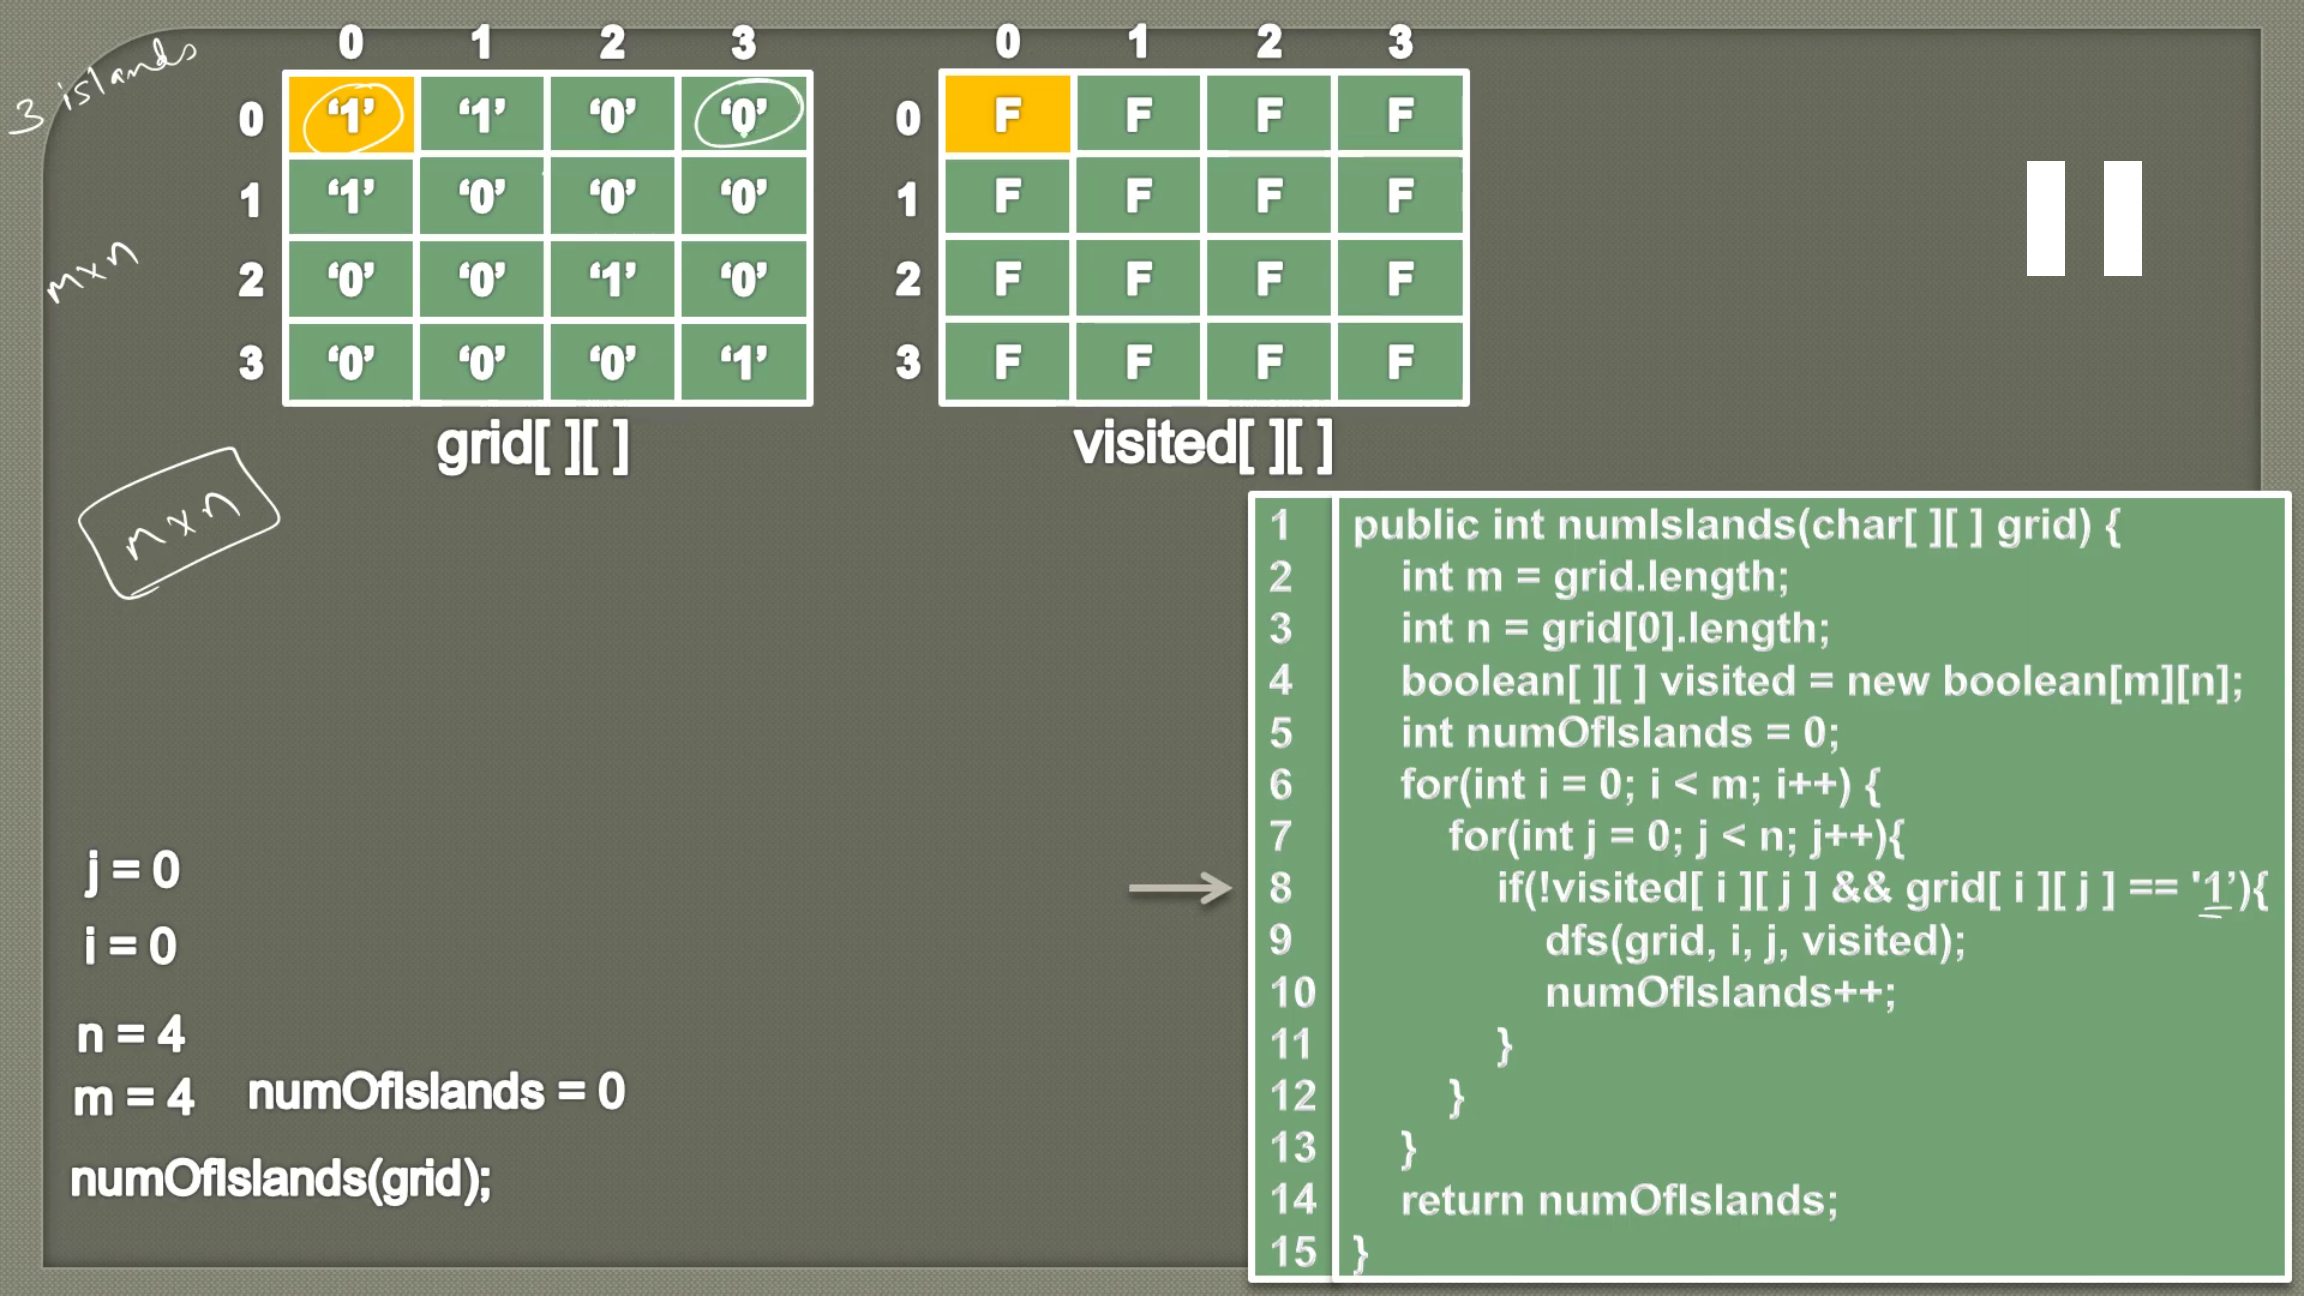 3 islands
0 1 2 3
0 ‘1’ ‘1’ ‘0’ ‘0’
1 ‘1’ ‘0’ ‘0’ ‘0’
2 ‘0’ ‘0’ ‘1’ ‘0’
3 ‘0’ ‘0’ ‘0’ ‘1’
grid[ ][ ]
0 1 2 3
0 F F F F
1 F F F F
2 F F F F
3 F F F F
visited[ ][ ]
m x n
n x n
j = 0
i = 0
n = 4
m = 4 numOfIslands = 0
numOfIslands(grid);
1 public int numIslands(char[ ][ ] grid) {
2 int m = grid.length;
3 int n = grid[0].length;
4 boolean[ ][ ] visited = new boolean[m][n];
5 int numOfIslands = 0;
6 for(int i = 0; i < m; i++) {
7 for(int j = 0; j < n; j++){
8 if(!visited[ i ][ j ] && grid[ i ][ j ] == '1’){
9 dfs(grid, i, j, visited);
10 numOfIslands++;
11 }
12 }
13 }
14 return numOfIslands;
15 }